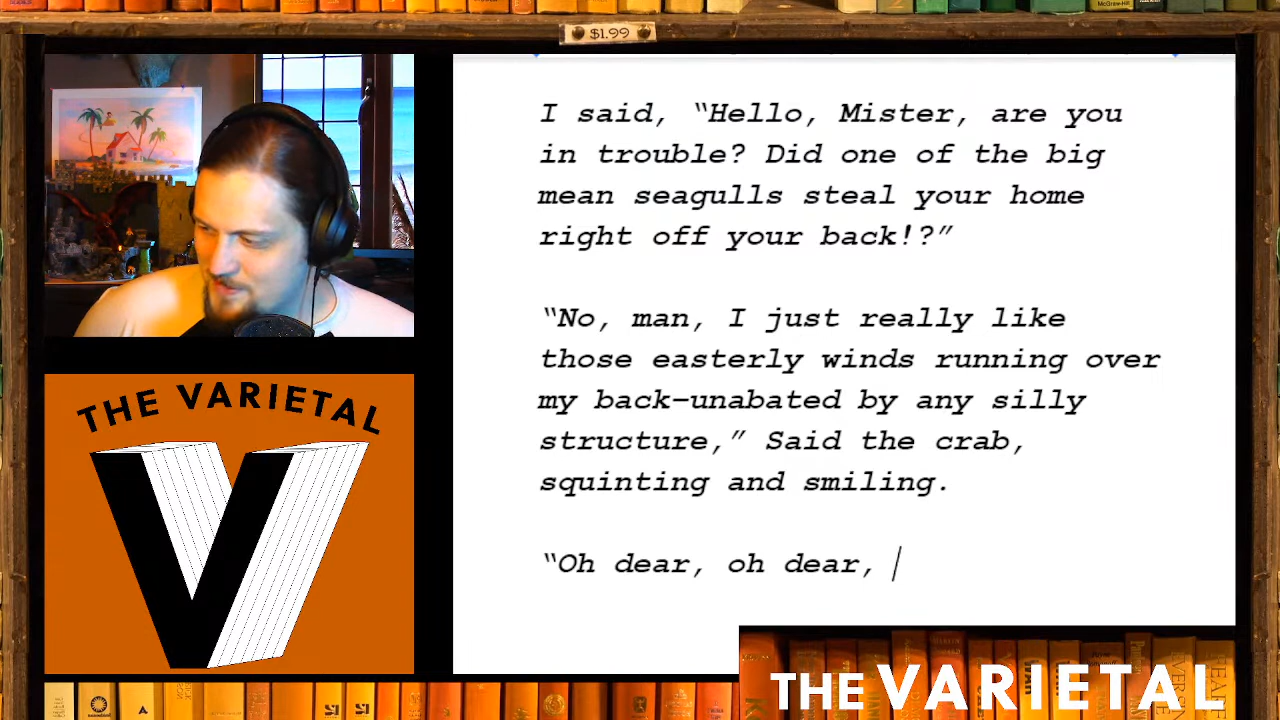 $1.99
McGraw-Hill
I said, “Hello, Mister, are you
in trouble? Did one of the big
mean seagulls steal your home
right off your back!?”
“No, man, I just really like
those easterly winds running over
my back-unabated by any silly
structure,” Said the crab,
squinting and smiling.
“Oh dear, oh dear,
THE VARIETAL
THE VARIETAL